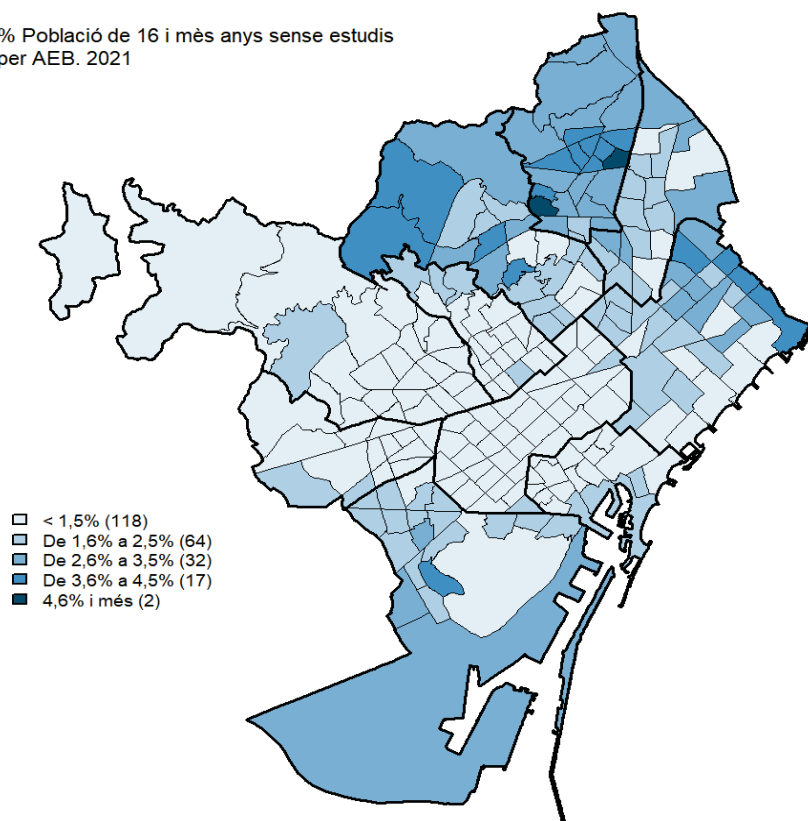 % Població de 16 i mès anys sense estudis
per AEB. 2021
< 1,5% (118)
De 1,6% a 2,5% (64)
De 2,6% a 3,5% (32)
De 3,6% a 4,5% (17)
4,6% i més (2)